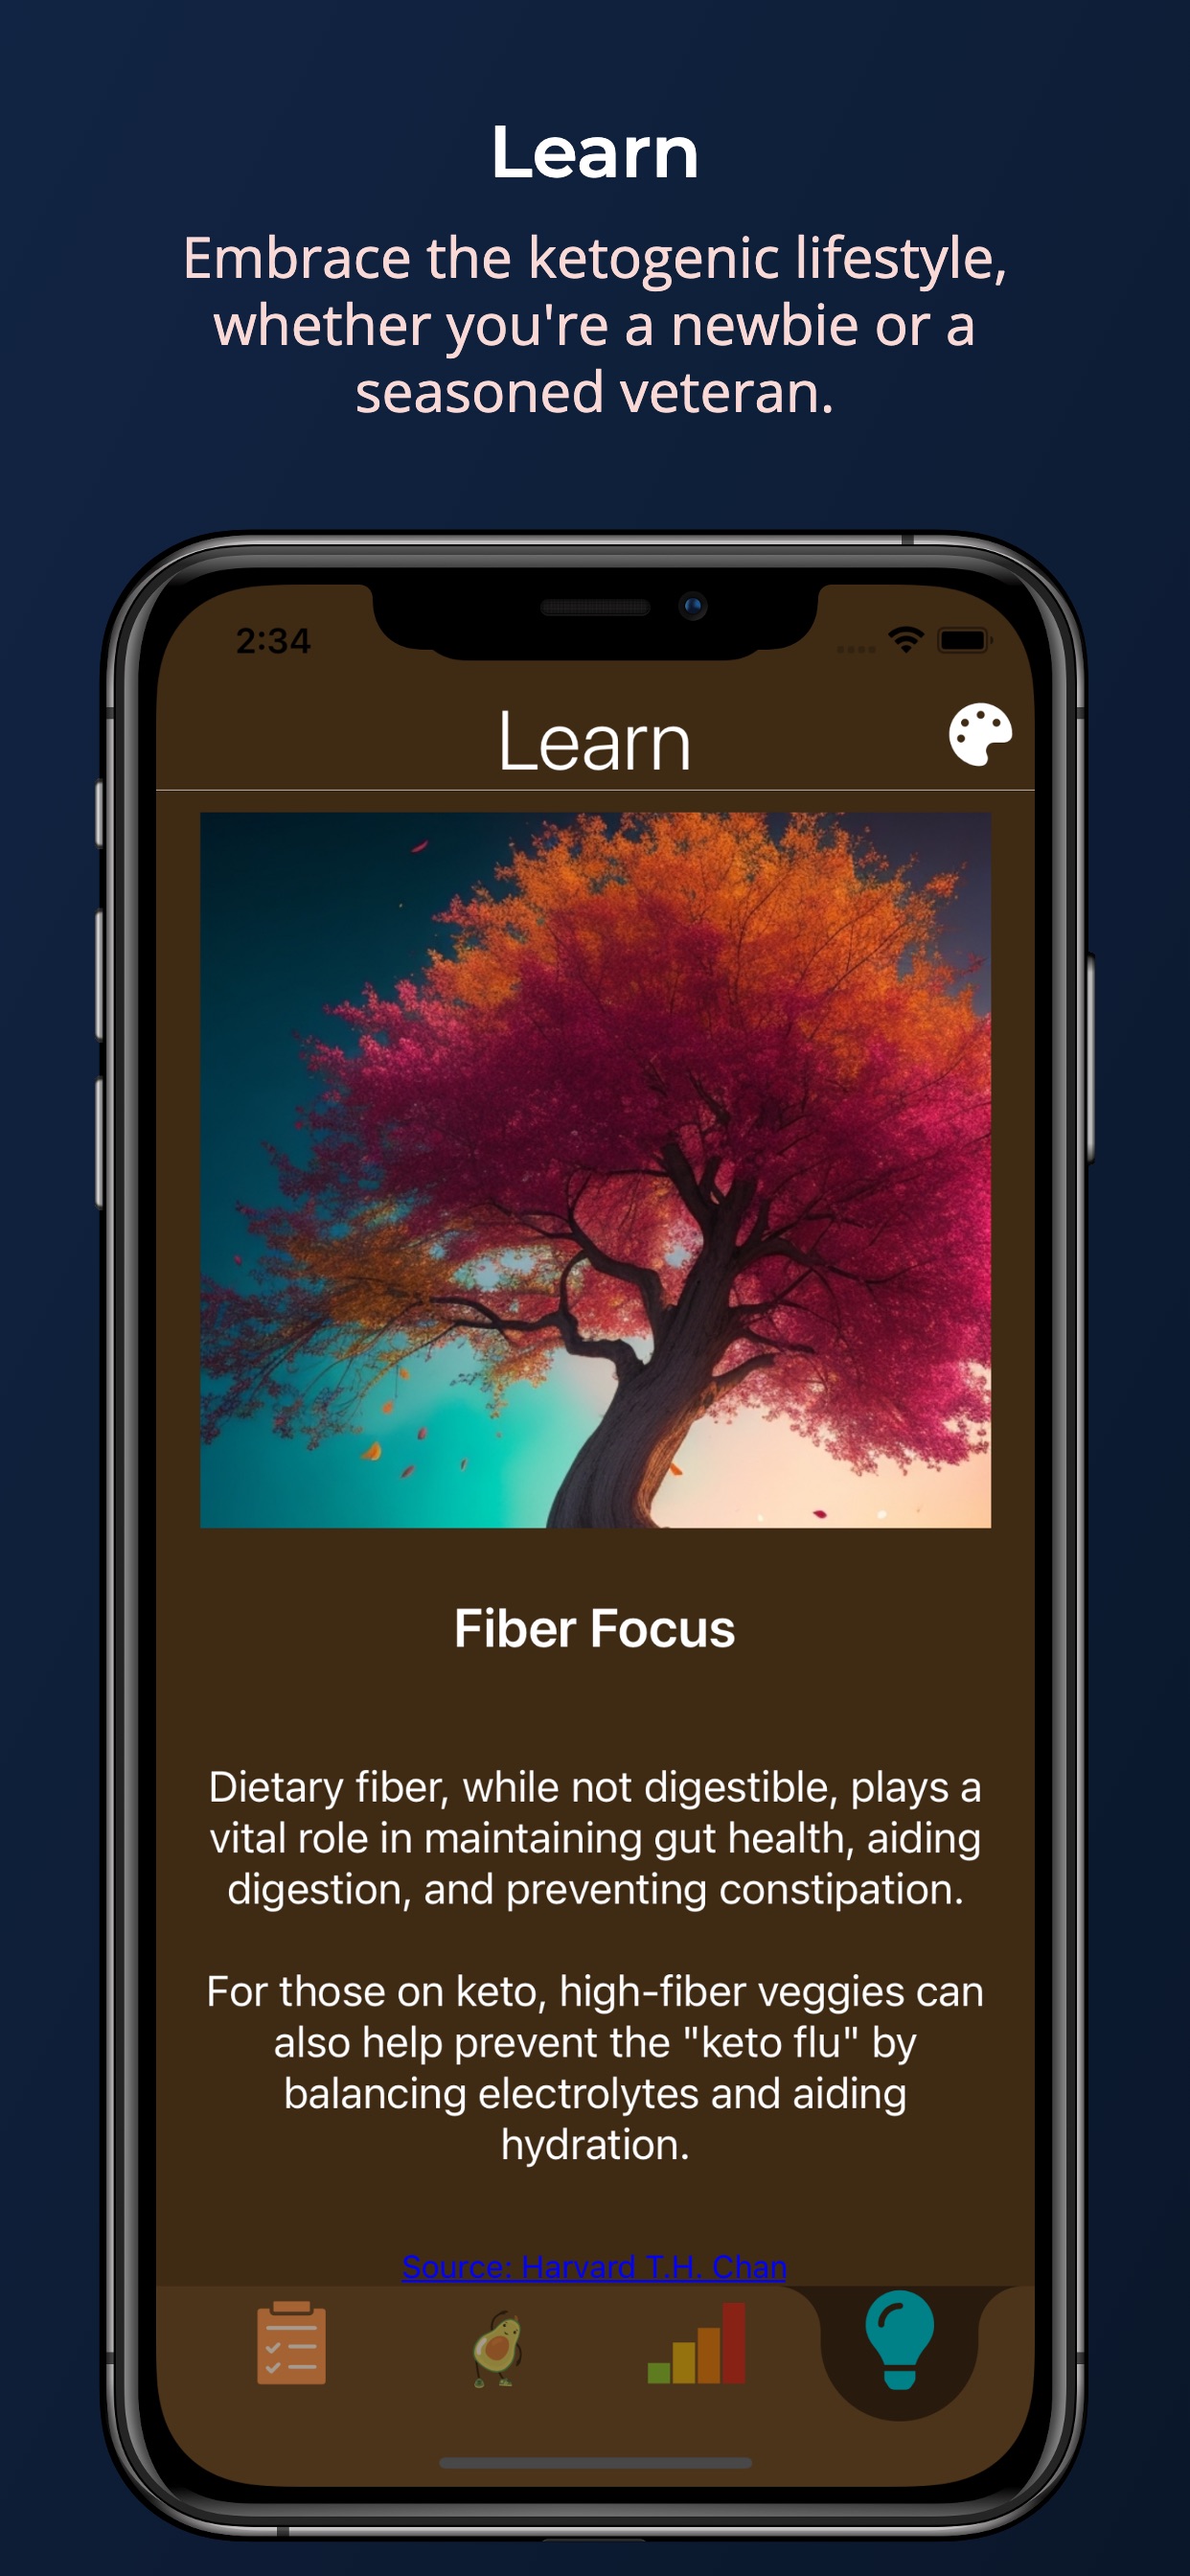 Learn
Embrace the ketogenic lifestyle,
whether you're a newbie or a
seasoned veteran.
2:34
Learn
Fiber Focus
Dietary fiber, while not digestible, plays a
vital role in maintaining gut health, aiding
digestion, and preventing constipation.
For those on keto, high-fiber veggies can
also help prevent the "keto flu" by
balancing electrolytes and aiding
hydration.
Source: Harvard T.H. Chan